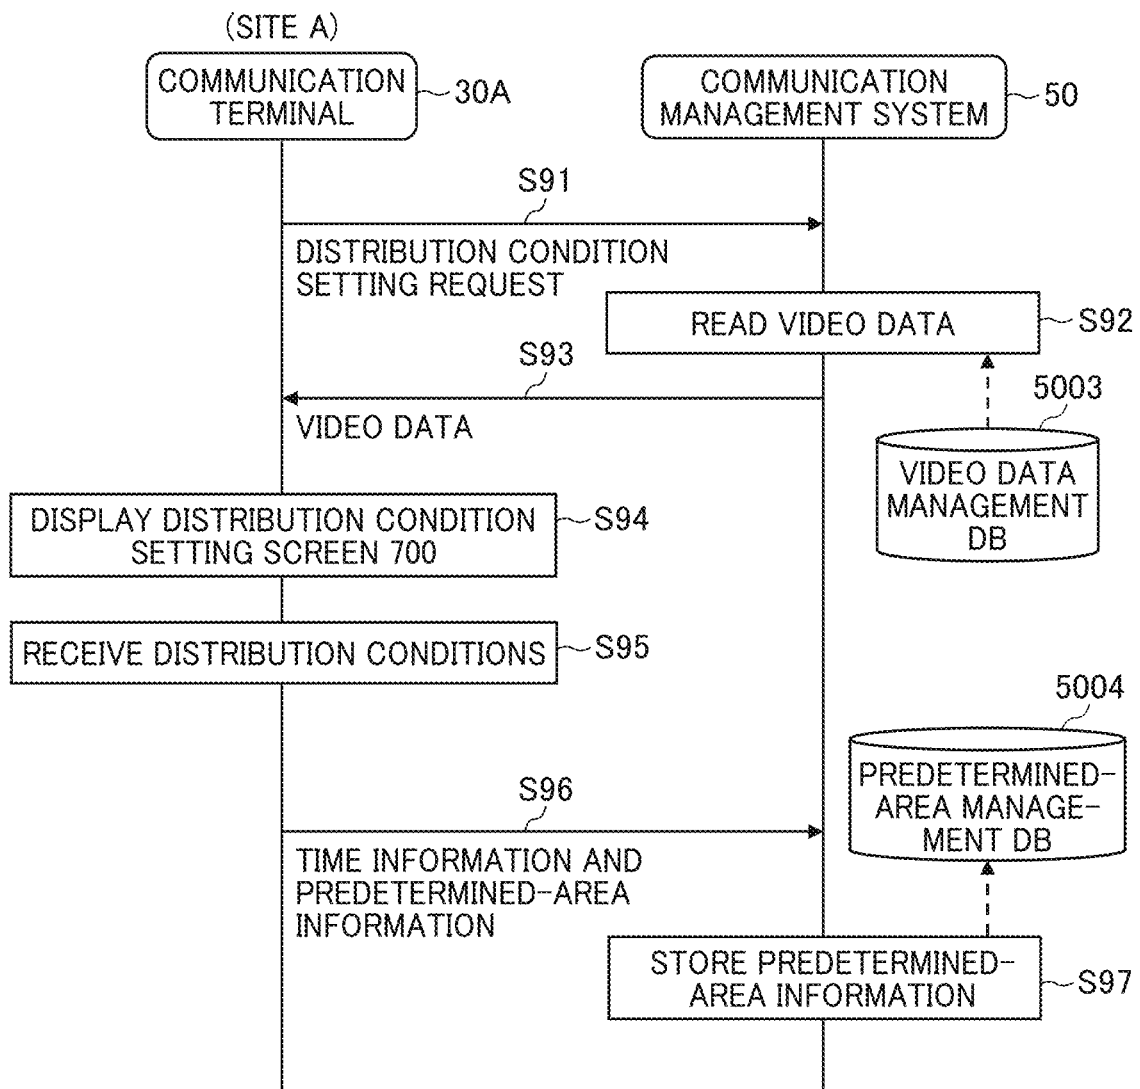 (SITE A)
COMMUNICATION
TERMINAL
30A
COMMUNICATION
MANAGEMENT SYSTEM
50
S91
DISTRIBUTION CONDITION
SETTING REQUEST
READ VIDEO DATA
S92
S93
VIDEO DATA
5003
VIDEO DATA
MANAGEMENT
DB
DISPLAY DISTRIBUTION CONDITION
SETTING SCREEN 700
S94
RECEIVE DISTRIBUTION CONDITIONS
S95
5004
PREDETERMINED-
AREA MANAGE-
MENT DB
S96
TIME INFORMATION AND
PREDETERMINED-AREA
INFORMATION
STORE PREDETERMINED-
AREA INFORMATION
S97